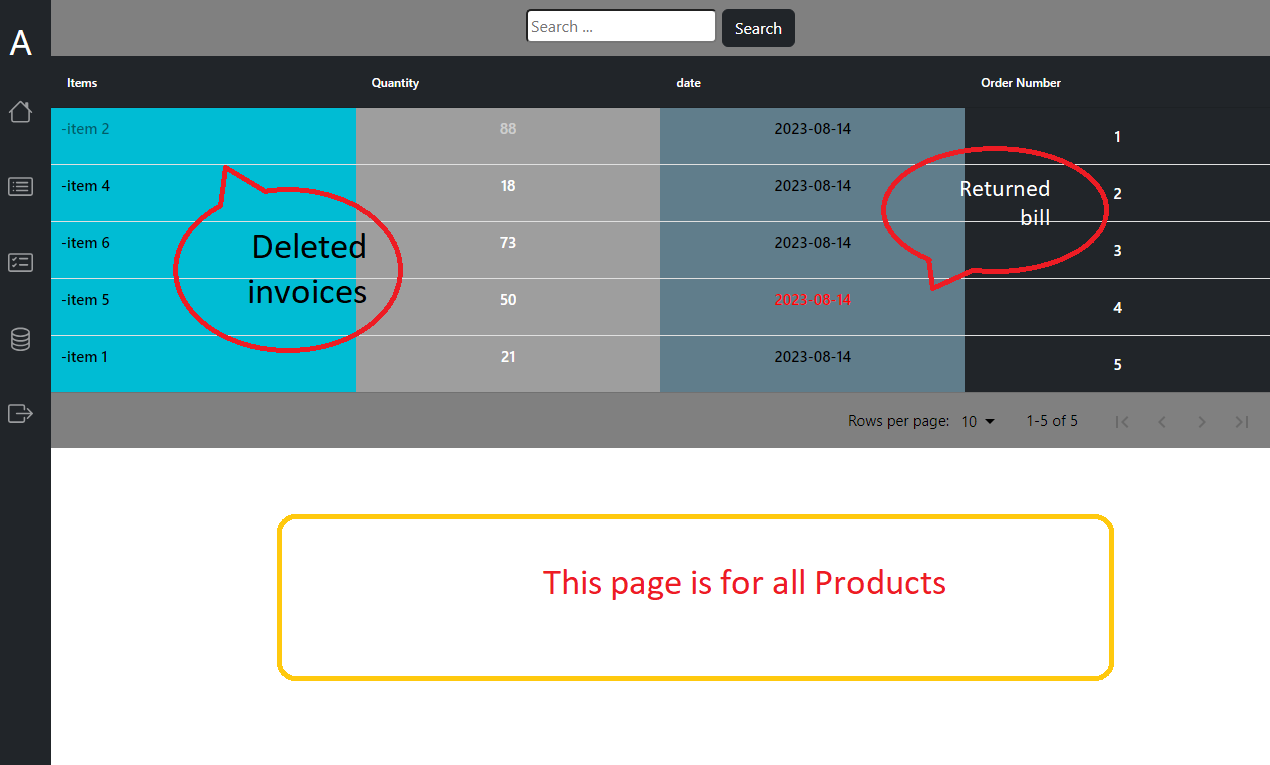 A
Search ...
Search
Items Quantity date Order Number
-item 2 88 2023-08-14 1
-item 4 18 2023-08-14 2
-item 6 73 2023-08-14 3
-item 5 50 2023-08-14 4
-item 1 21 2023-08-14 5
Deleted
invoices
Returned
bill
Rows per page: 10 1-5 of 5
This page is for all Products